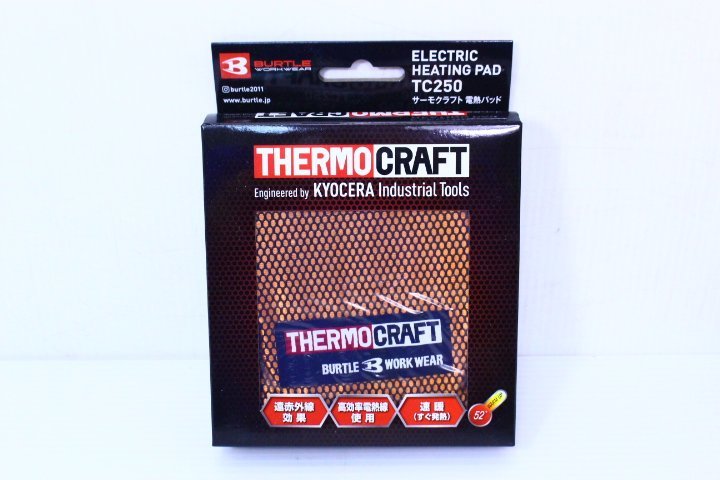 BURTLE
WORKWEAR
burtle2011
www.burtle.jp
ELECTRIC
HEATING PAD
TC250
サーモクラフト 電熱パッド
THERMOCRAFT
Engineered by KYOCERA Industrial Tools
THERMOCRAFT
BURTLE B WORK WEAR
遠赤外線
効果
高効率電熱線
使用
速暖
(すぐ発熱)
52°